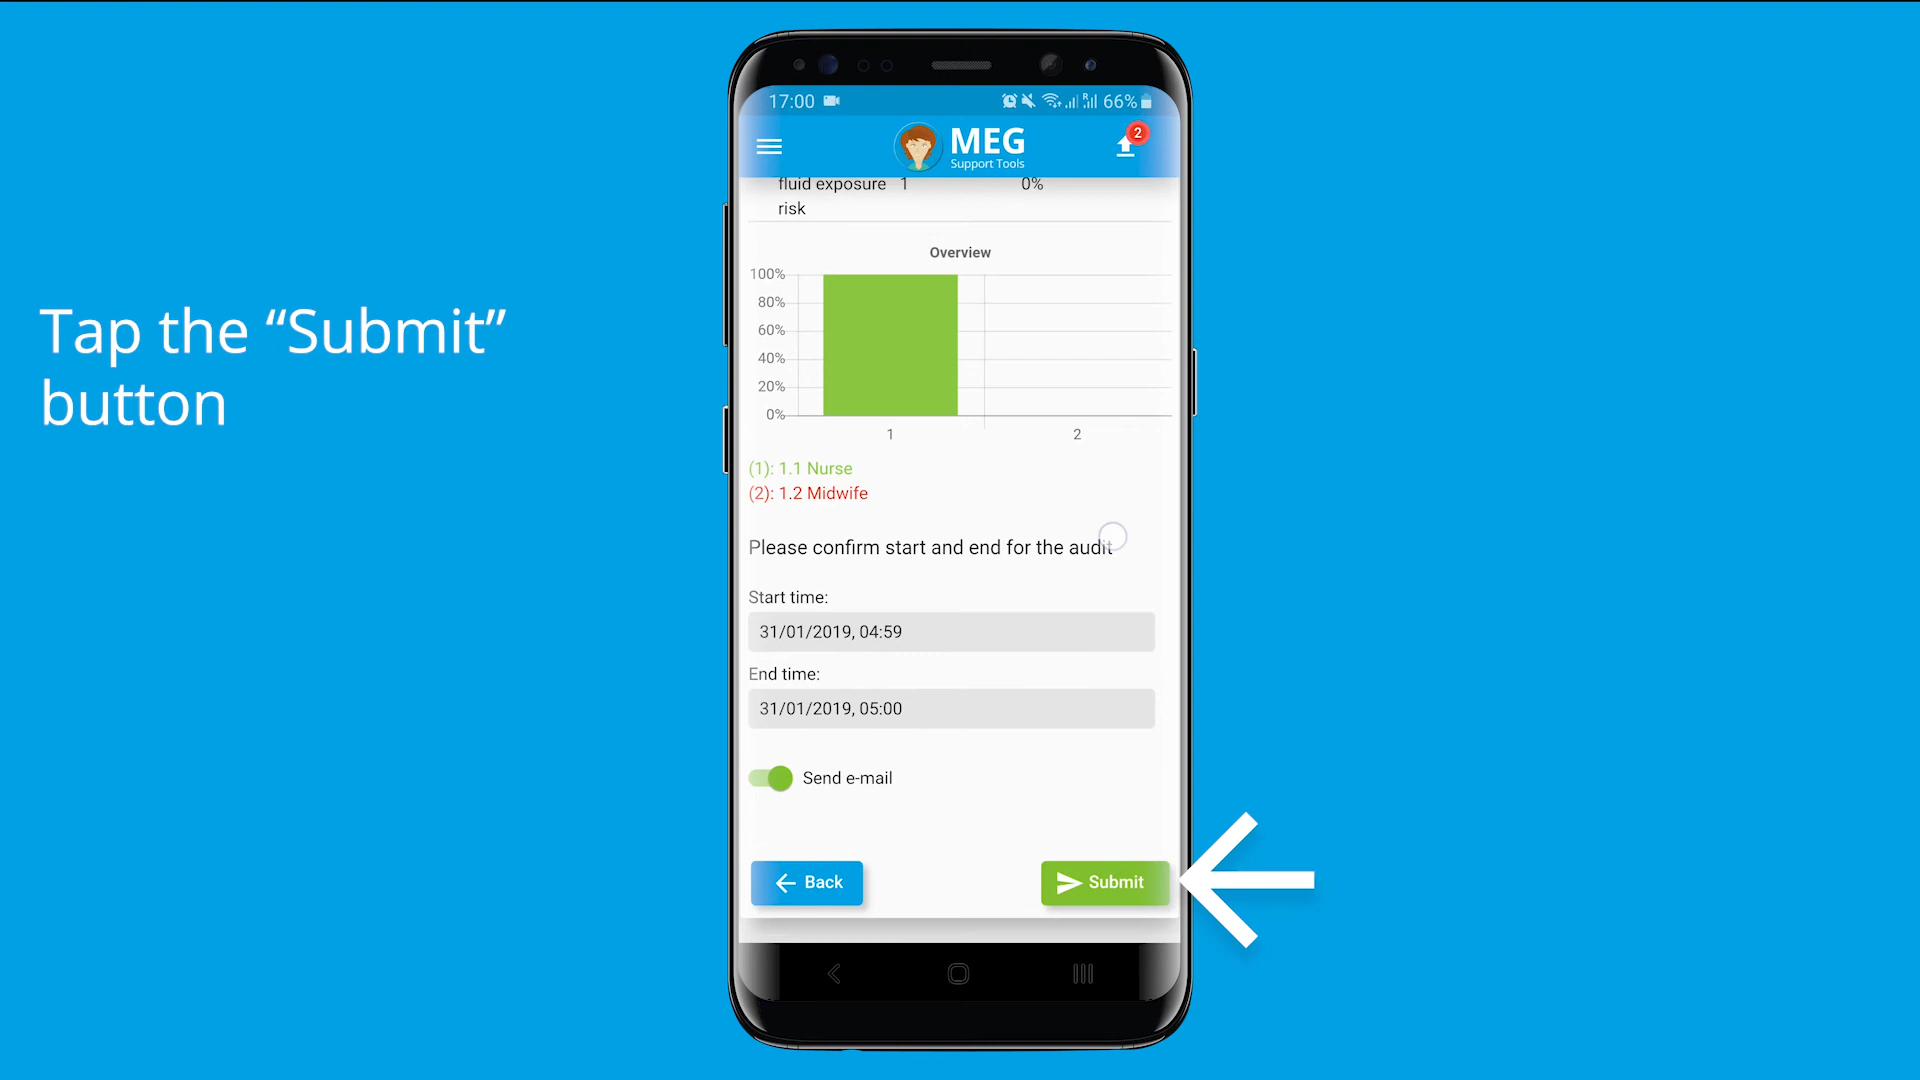 Tap the “Submit”
button
17:00
66%
MEG
Support Tools
2
fluid exposure 1 0%
risk
Overview
100%
80%
60%
40%
20%
0%
1 2
(1): 1.1 Nurse
(2): 1.2 Midwife
Please confirm start and end for the audit
Start time:
31/01/2019, 04:59
End time:
31/01/2019, 05:00
Send e-mail
Back
Submit